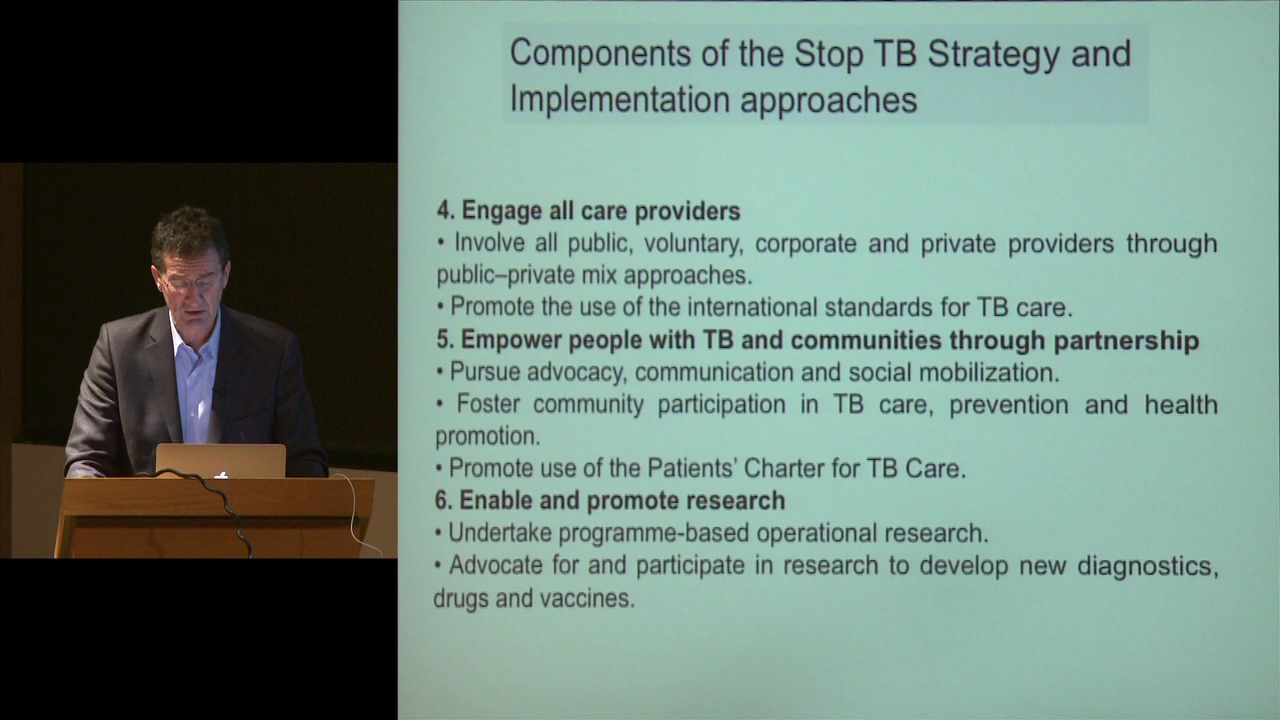 Components of the Stop TB Strategy and
Implementation approaches
4. Engage all care providers
• Involve all public, voluntary, corporate and private providers through
public–private mix approaches.
• Promote the use of the international standards for TB care.
5. Empower people with TB and communities through partnership
• Pursue advocacy, communication and social mobilization.
• Foster community participation in TB care, prevention and health
promotion.
• Promote use of the Patients’ Charter for TB Care.
6. Enable and promote research
• Undertake programme-based operational research.
• Advocate for and participate in research to develop new diagnostics,
drugs and vaccines.